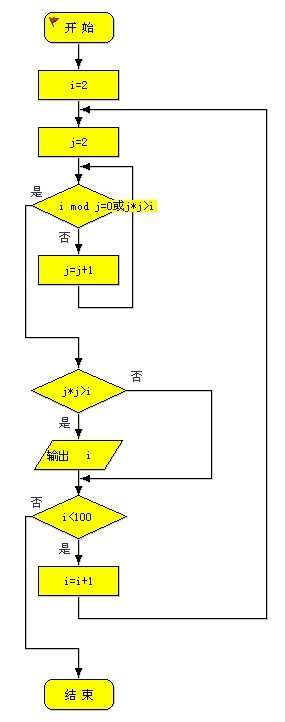 开 始
i=2
j=2
是
i mod j=0或j*j>i
否
j=j+1
否
j*j>i
是
输出 i
否
i<100
是
i=i+1
结 束